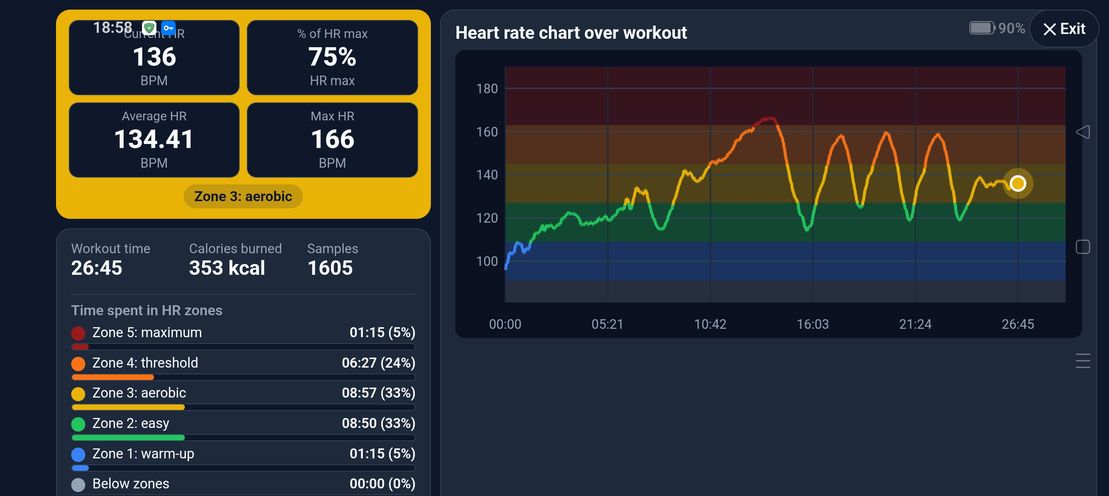 18:58
Current HR
136
BPM
% of HR max
75%
HR max
Average HR
134.41
BPM
Max HR
166
BPM
Zone 3: aerobic
Workout time
26:45
Calories burned
353 kcal
Samples
1605
Time spent in HR zones
Zone 5: maximum 01:15 (5%)
Zone 4: threshold 06:27 (24%)
Zone 3: aerobic 08:57 (33%)
Zone 2: easy 08:50 (33%)
Zone 1: warm-up 01:15 (5%)
Below zones 00:00 (0%)
Heart rate chart over workout
90%
Exit
180
160
140
120
100
00:00 05:21 10:42 16:03 21:24 26:45